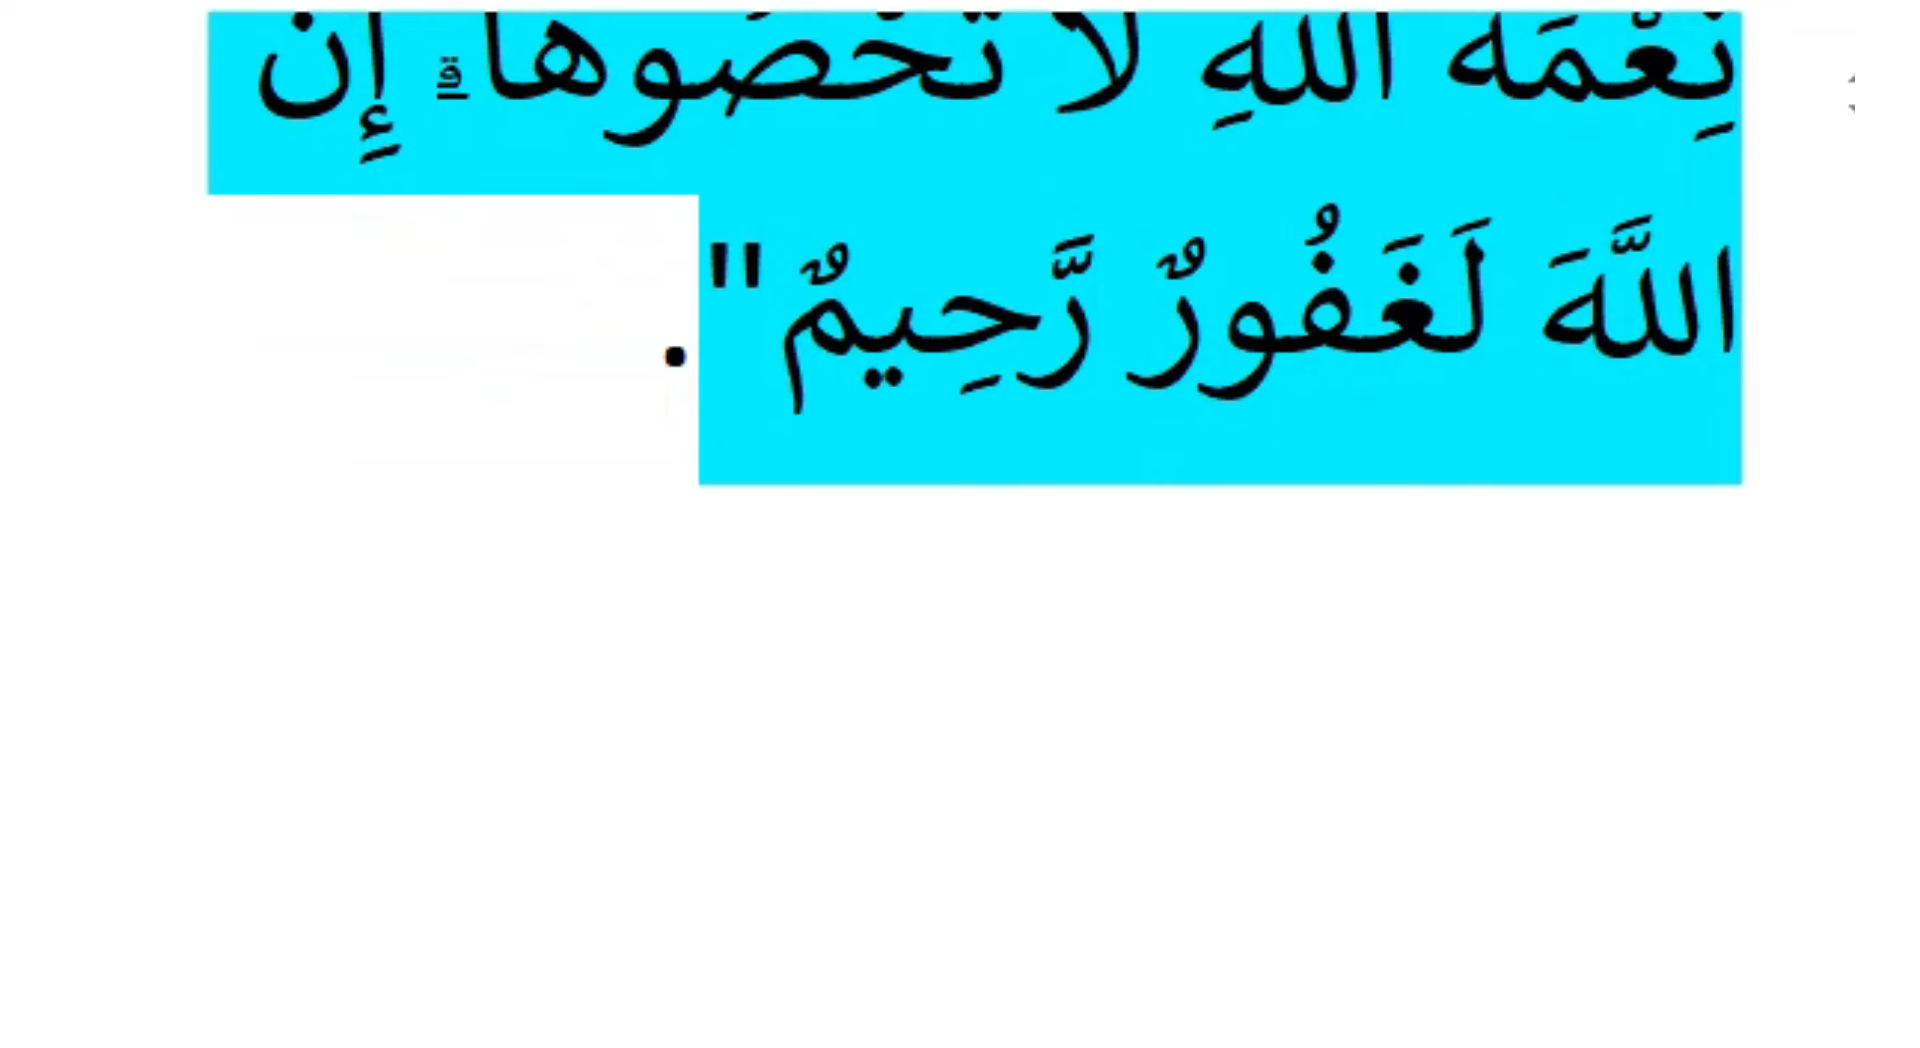 نِعْمَةَ اللَّهِ لَا تُحْصُوهَا ۗ إِنَّ
اللَّهَ لَغَفُورٌ رَّحِيمٌ".